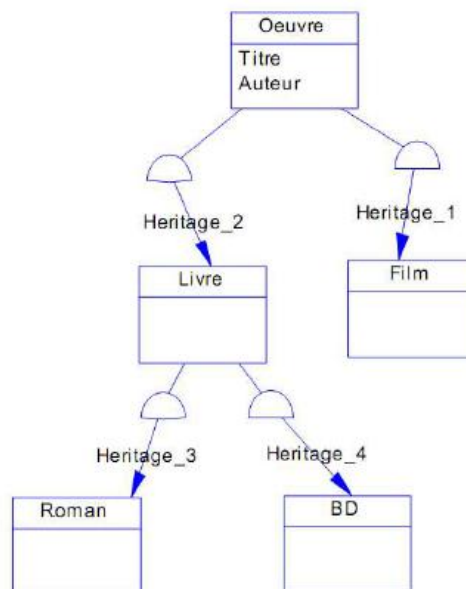 Oeuvre
Titre
Auteur
Heritage_2
Heritage_1
Livre
Film
Heritage_3
Heritage_4
Roman
BD